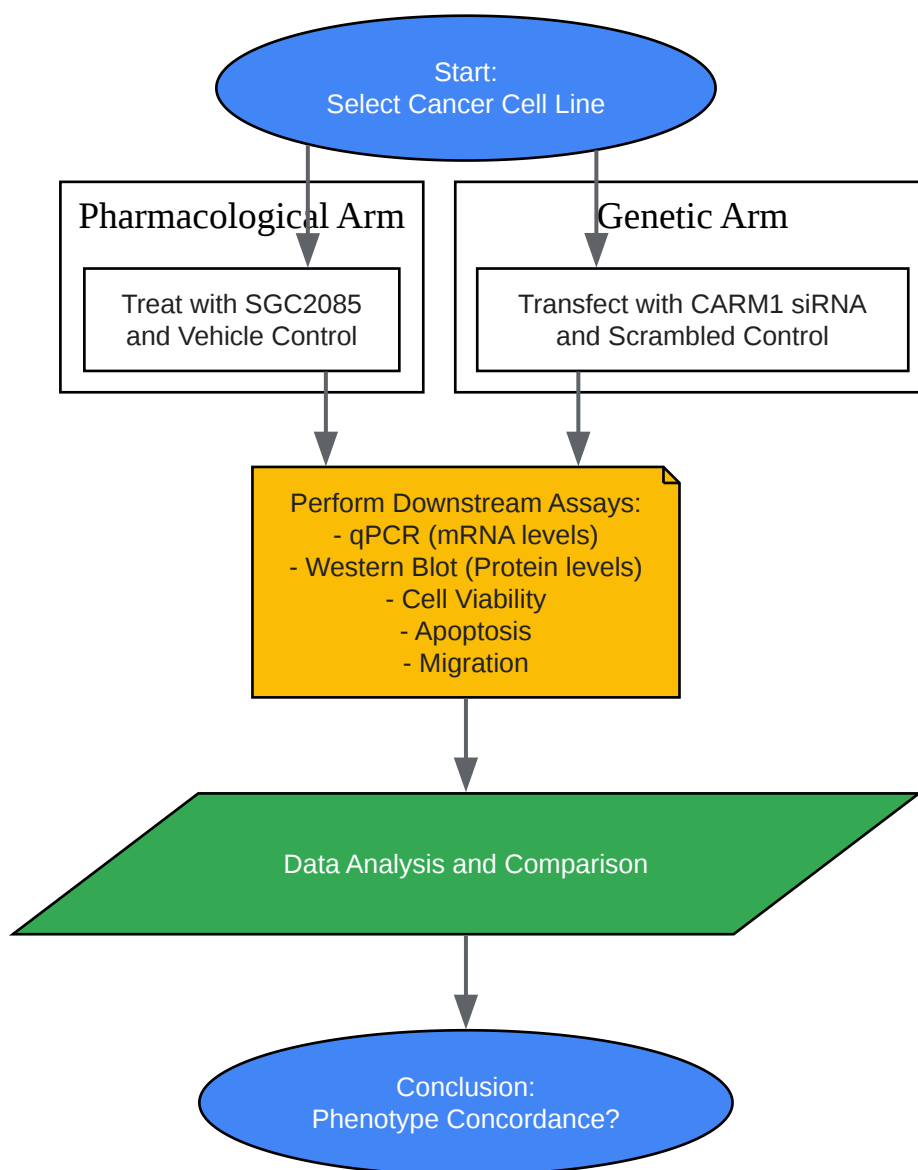 Start:
Select Cancer Cell Line
Pharmacological Arm
Genetic Arm
Treat with SGC2085
and Vehicle Control
Transfect with CARM1 siRNA
and Scrambled Control
Perform Downstream Assays:
- qPCR (mRNA levels)
- Western Blot (Protein levels)
- Cell Viability
- Apoptosis
- Migration
Data Analysis and Comparison
Conclusion:
Phenotype Concordance?